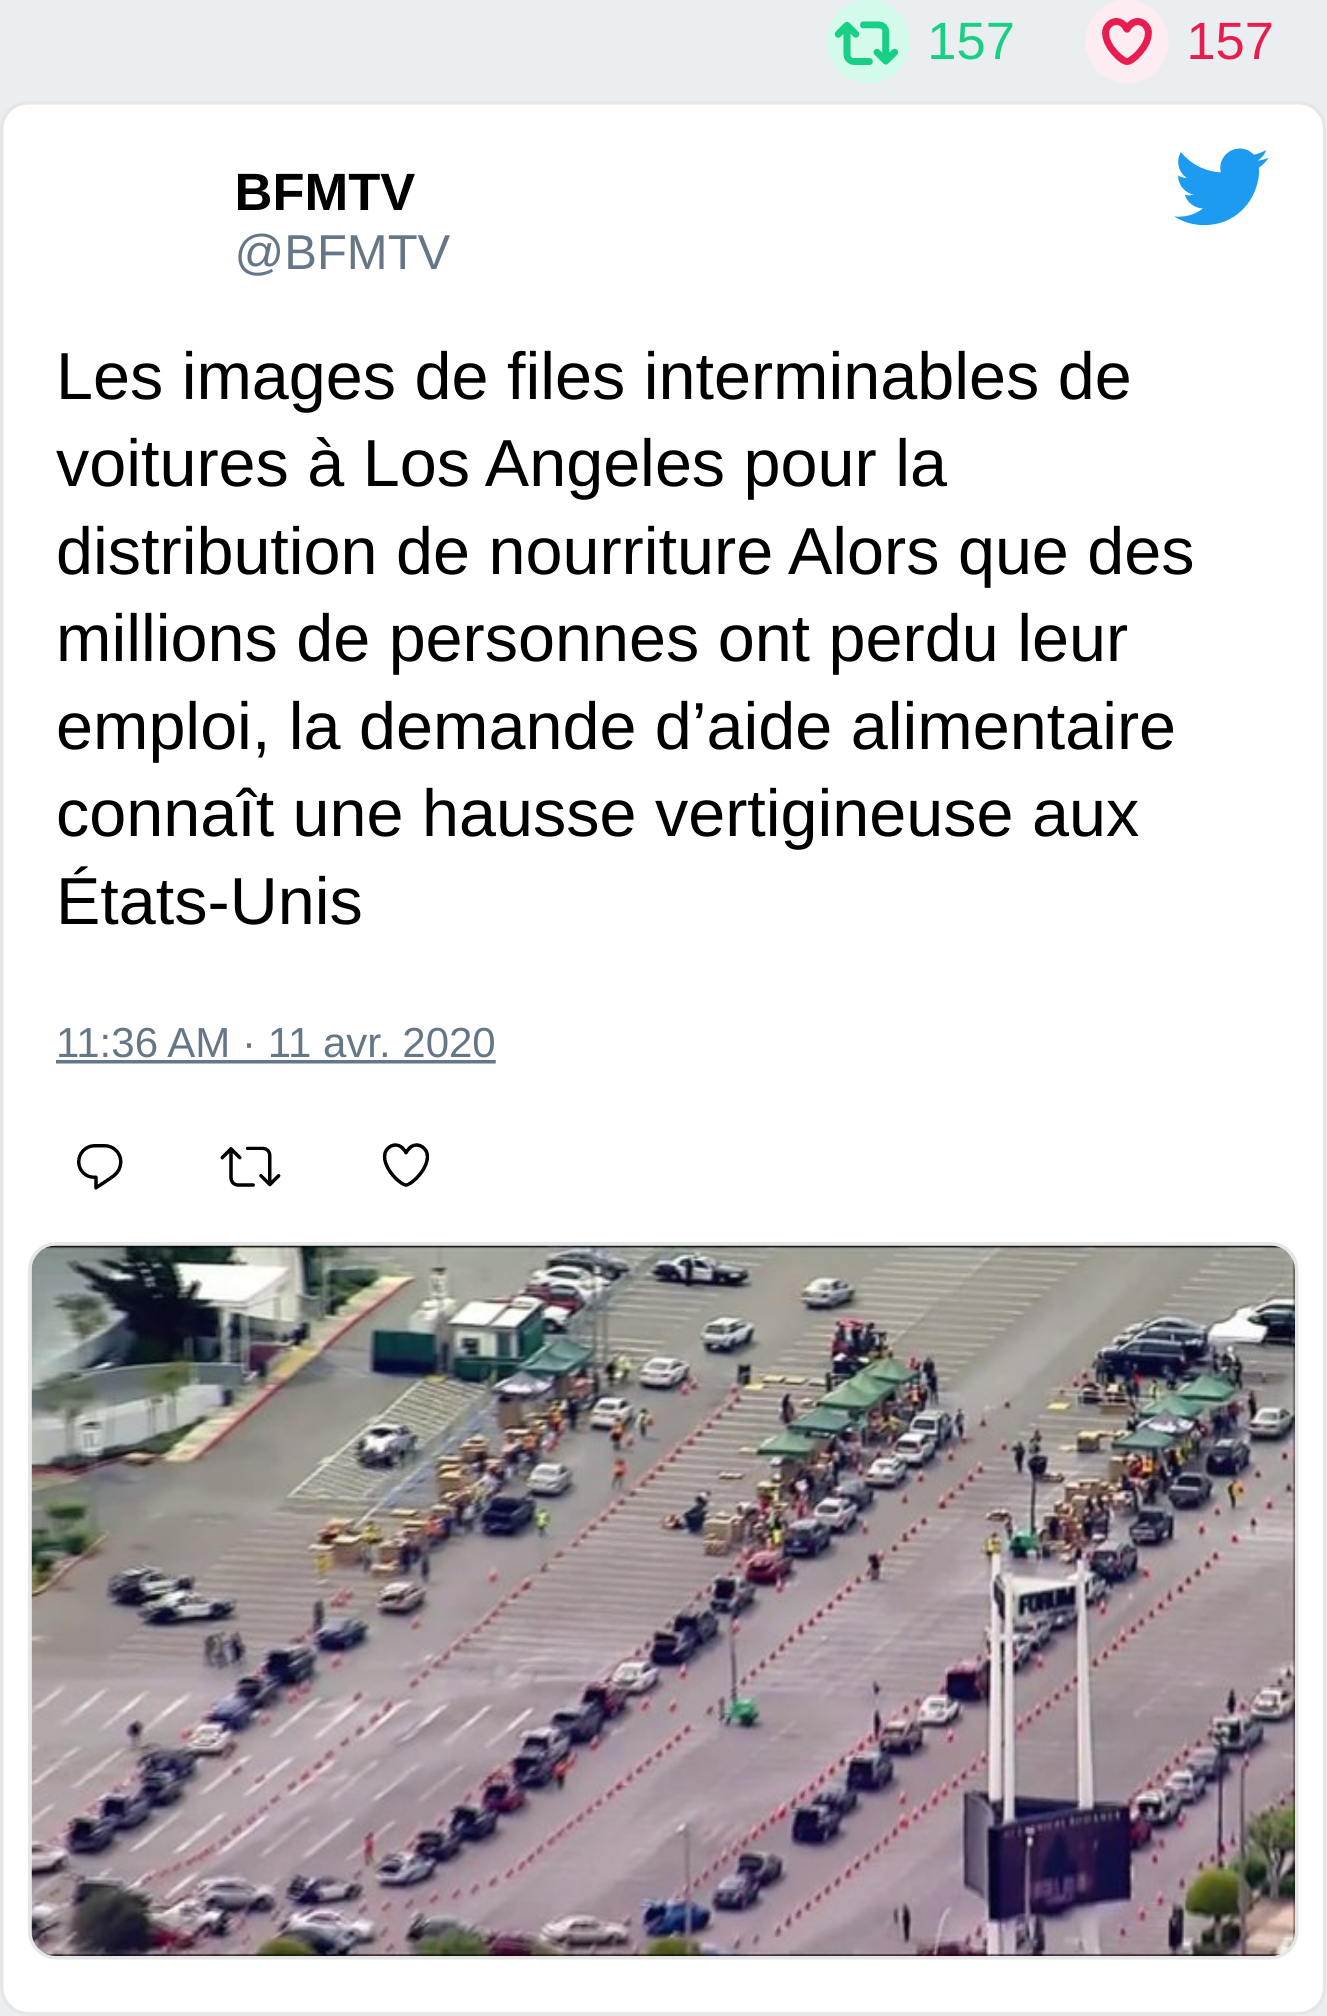 157 157
BFMTV
@BFMTV
Les images de files interminables de
voitures à Los Angeles pour la
distribution de nourriture Alors que des
millions de personnes ont perdu leur
emploi, la demande d’aide alimentaire
connaît une hausse vertigineuse aux
États-Unis
11:36 AM · 11 avr. 2020
FORUM